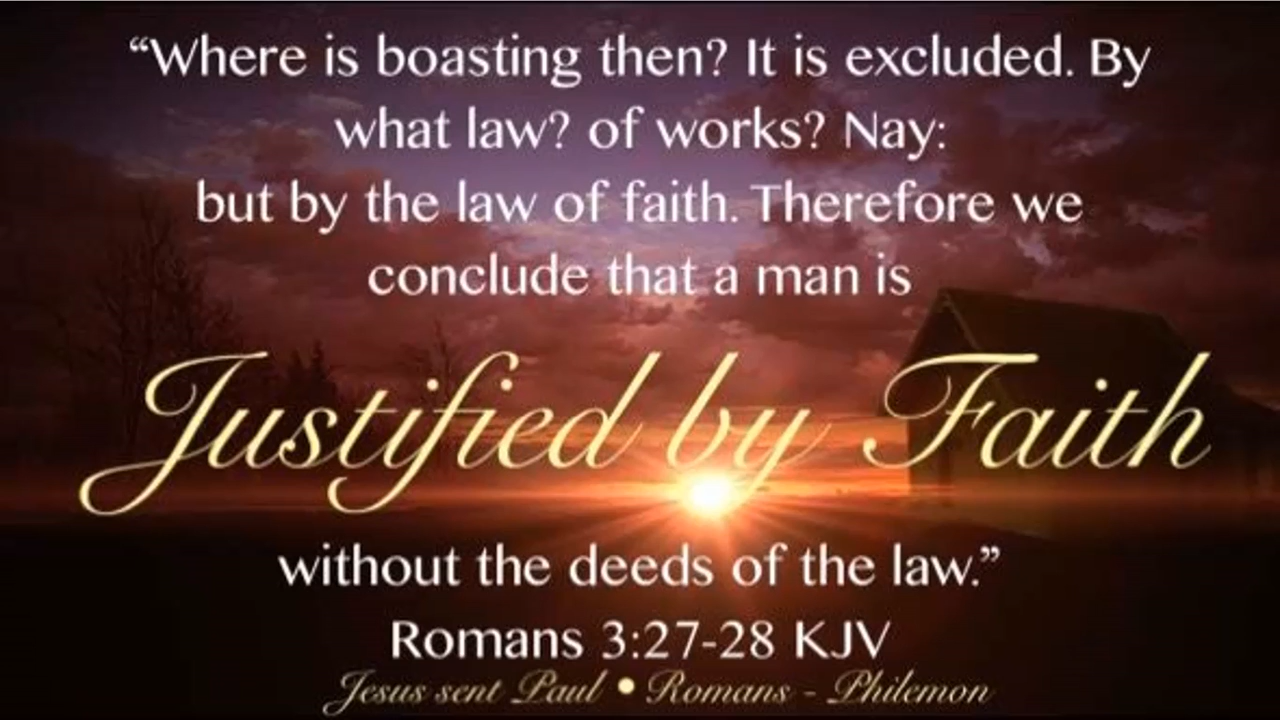 “Where is boasting then? It is excluded. By
what law? of works? Nay:
but by the law of faith. Therefore we
conclude that a man is
Justified by Faith
without the deeds of the law.”
Romans 3:27-28 KJV
Jesus sent Paul • Romans - Philemon